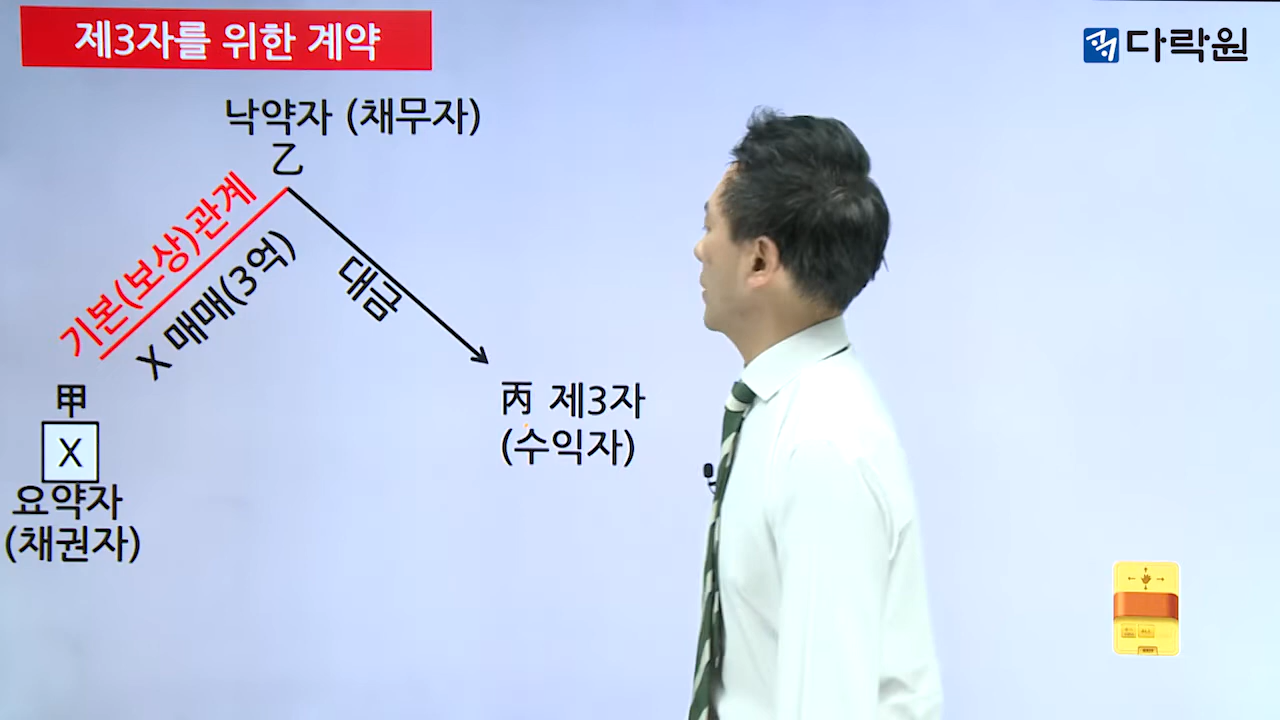 제3자를 위한 계약
다락원
낙약자 (채무자)
乙
기본(보상)관계
X 매매(3억)
대금
甲
X
요약자
(채권자)
丙 제3자
(수익자)